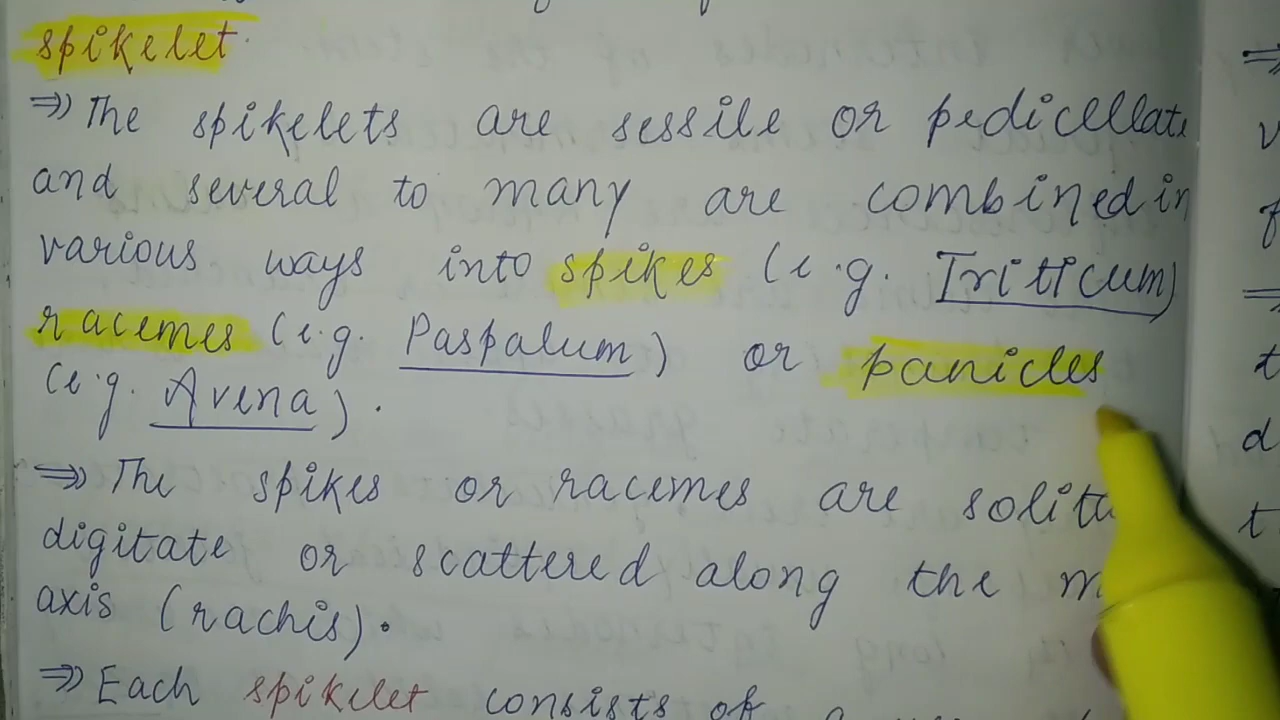 spikelet
⇒ The spikelets are sessile or pedicellate
and several to many are combined in
various ways into spikes (e.g. Triticum)
racemes (e.g. Paspalum) or panicles
(e.g. Avena).
⇒ The spikes or racemes are
digitate or scattered along the
axis (rachis).
⇒ Each spikelet consists of